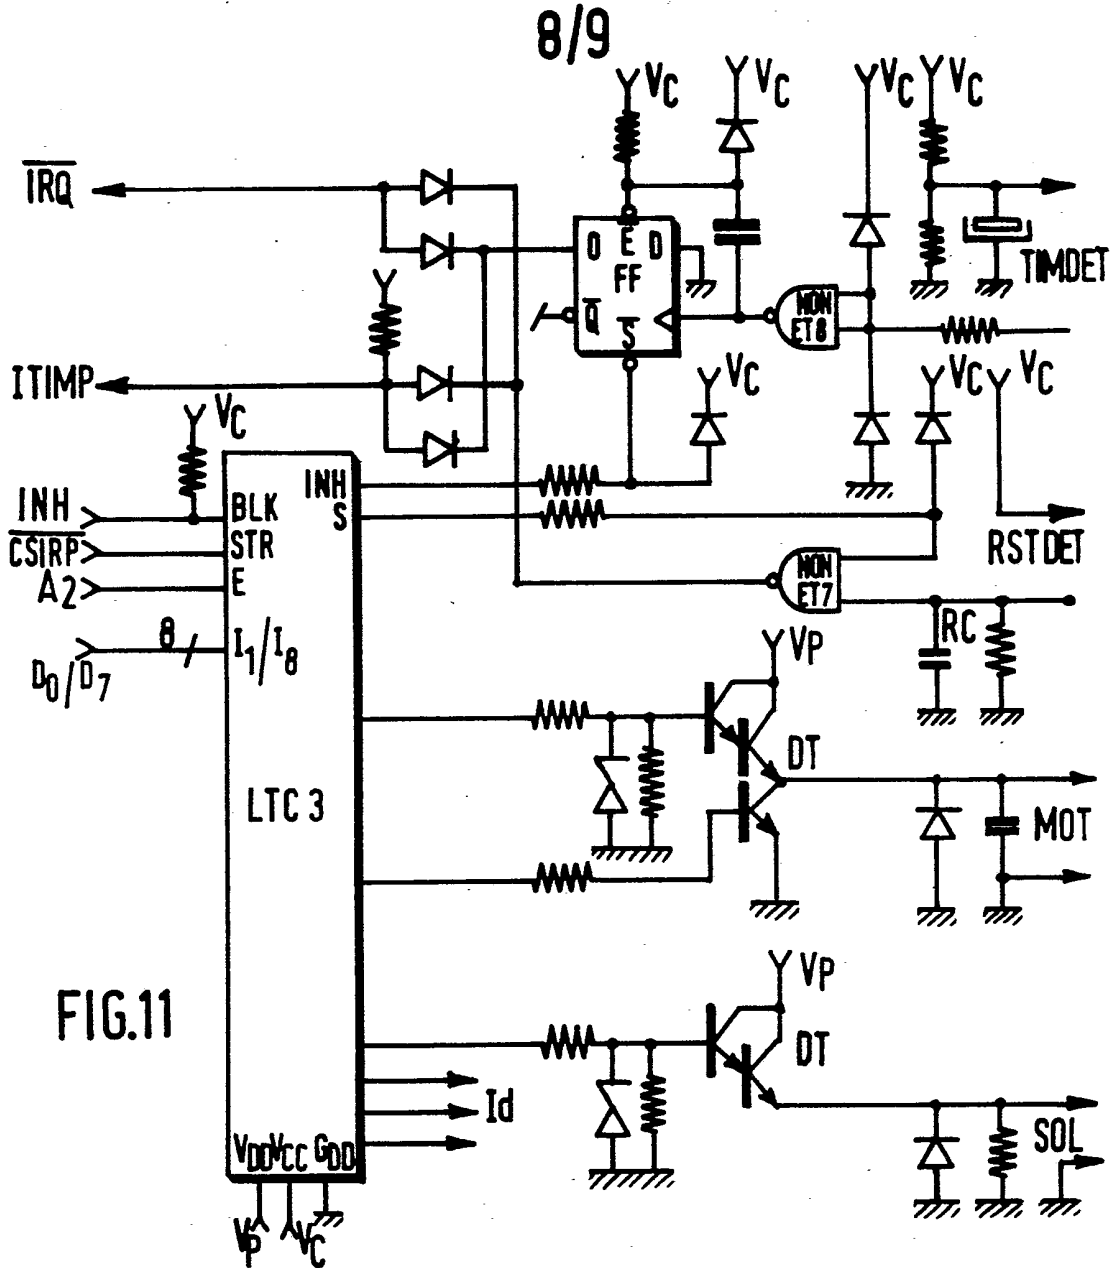 8/9
VC VC VC VC
IRQ
O E D
FF
Q S
NON
ET8
TIMDET
ITIMP
VC VC VC VC
INH INH
BLK S
CSIRP STR
RSTDET
A2 E
NON
ET7
RC
8
D0/D7 I1/I8
VP
DT
LTC 3
MOT
VP
FIG.11
DT
Id
SOL
VDD VCC GDD
VP VC